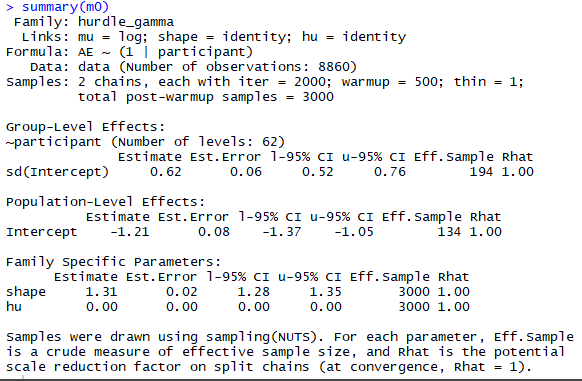 > summary(m0)
 Family: hurdle_gamma
  Links: mu = log; shape = identity; hu = identity
Formula: AE ~ (1 | participant)
   Data: data (Number of observations: 8860)
Samples: 2 chains, each with iter = 2000; warmup = 500; thin = 1;
         total post-warmup samples = 3000

Group-Level Effects:
~participant (Number of levels: 62)
              Estimate Est.Error l-95% CI u-95% CI Eff.Sample Rhat
sd(Intercept)     0.62      0.06     0.52     0.76        194 1.00

Population-Level Effects:
          Estimate Est.Error l-95% CI u-95% CI Eff.Sample Rhat
Intercept    -1.21      0.08    -1.37    -1.05        134 1.00

Family Specific Parameters:
      Estimate Est.Error l-95% CI u-95% CI Eff.Sample Rhat
shape     1.31      0.02     1.28     1.35       3000 1.00
hu        0.00      0.00     0.00     0.00       3000 1.00

Samples were drawn using sampling(NUTS). For each parameter, Eff.Sample
is a crude measure of effective sample size, and Rhat is the potential
scale reduction factor on split chains (at convergence, Rhat = 1).